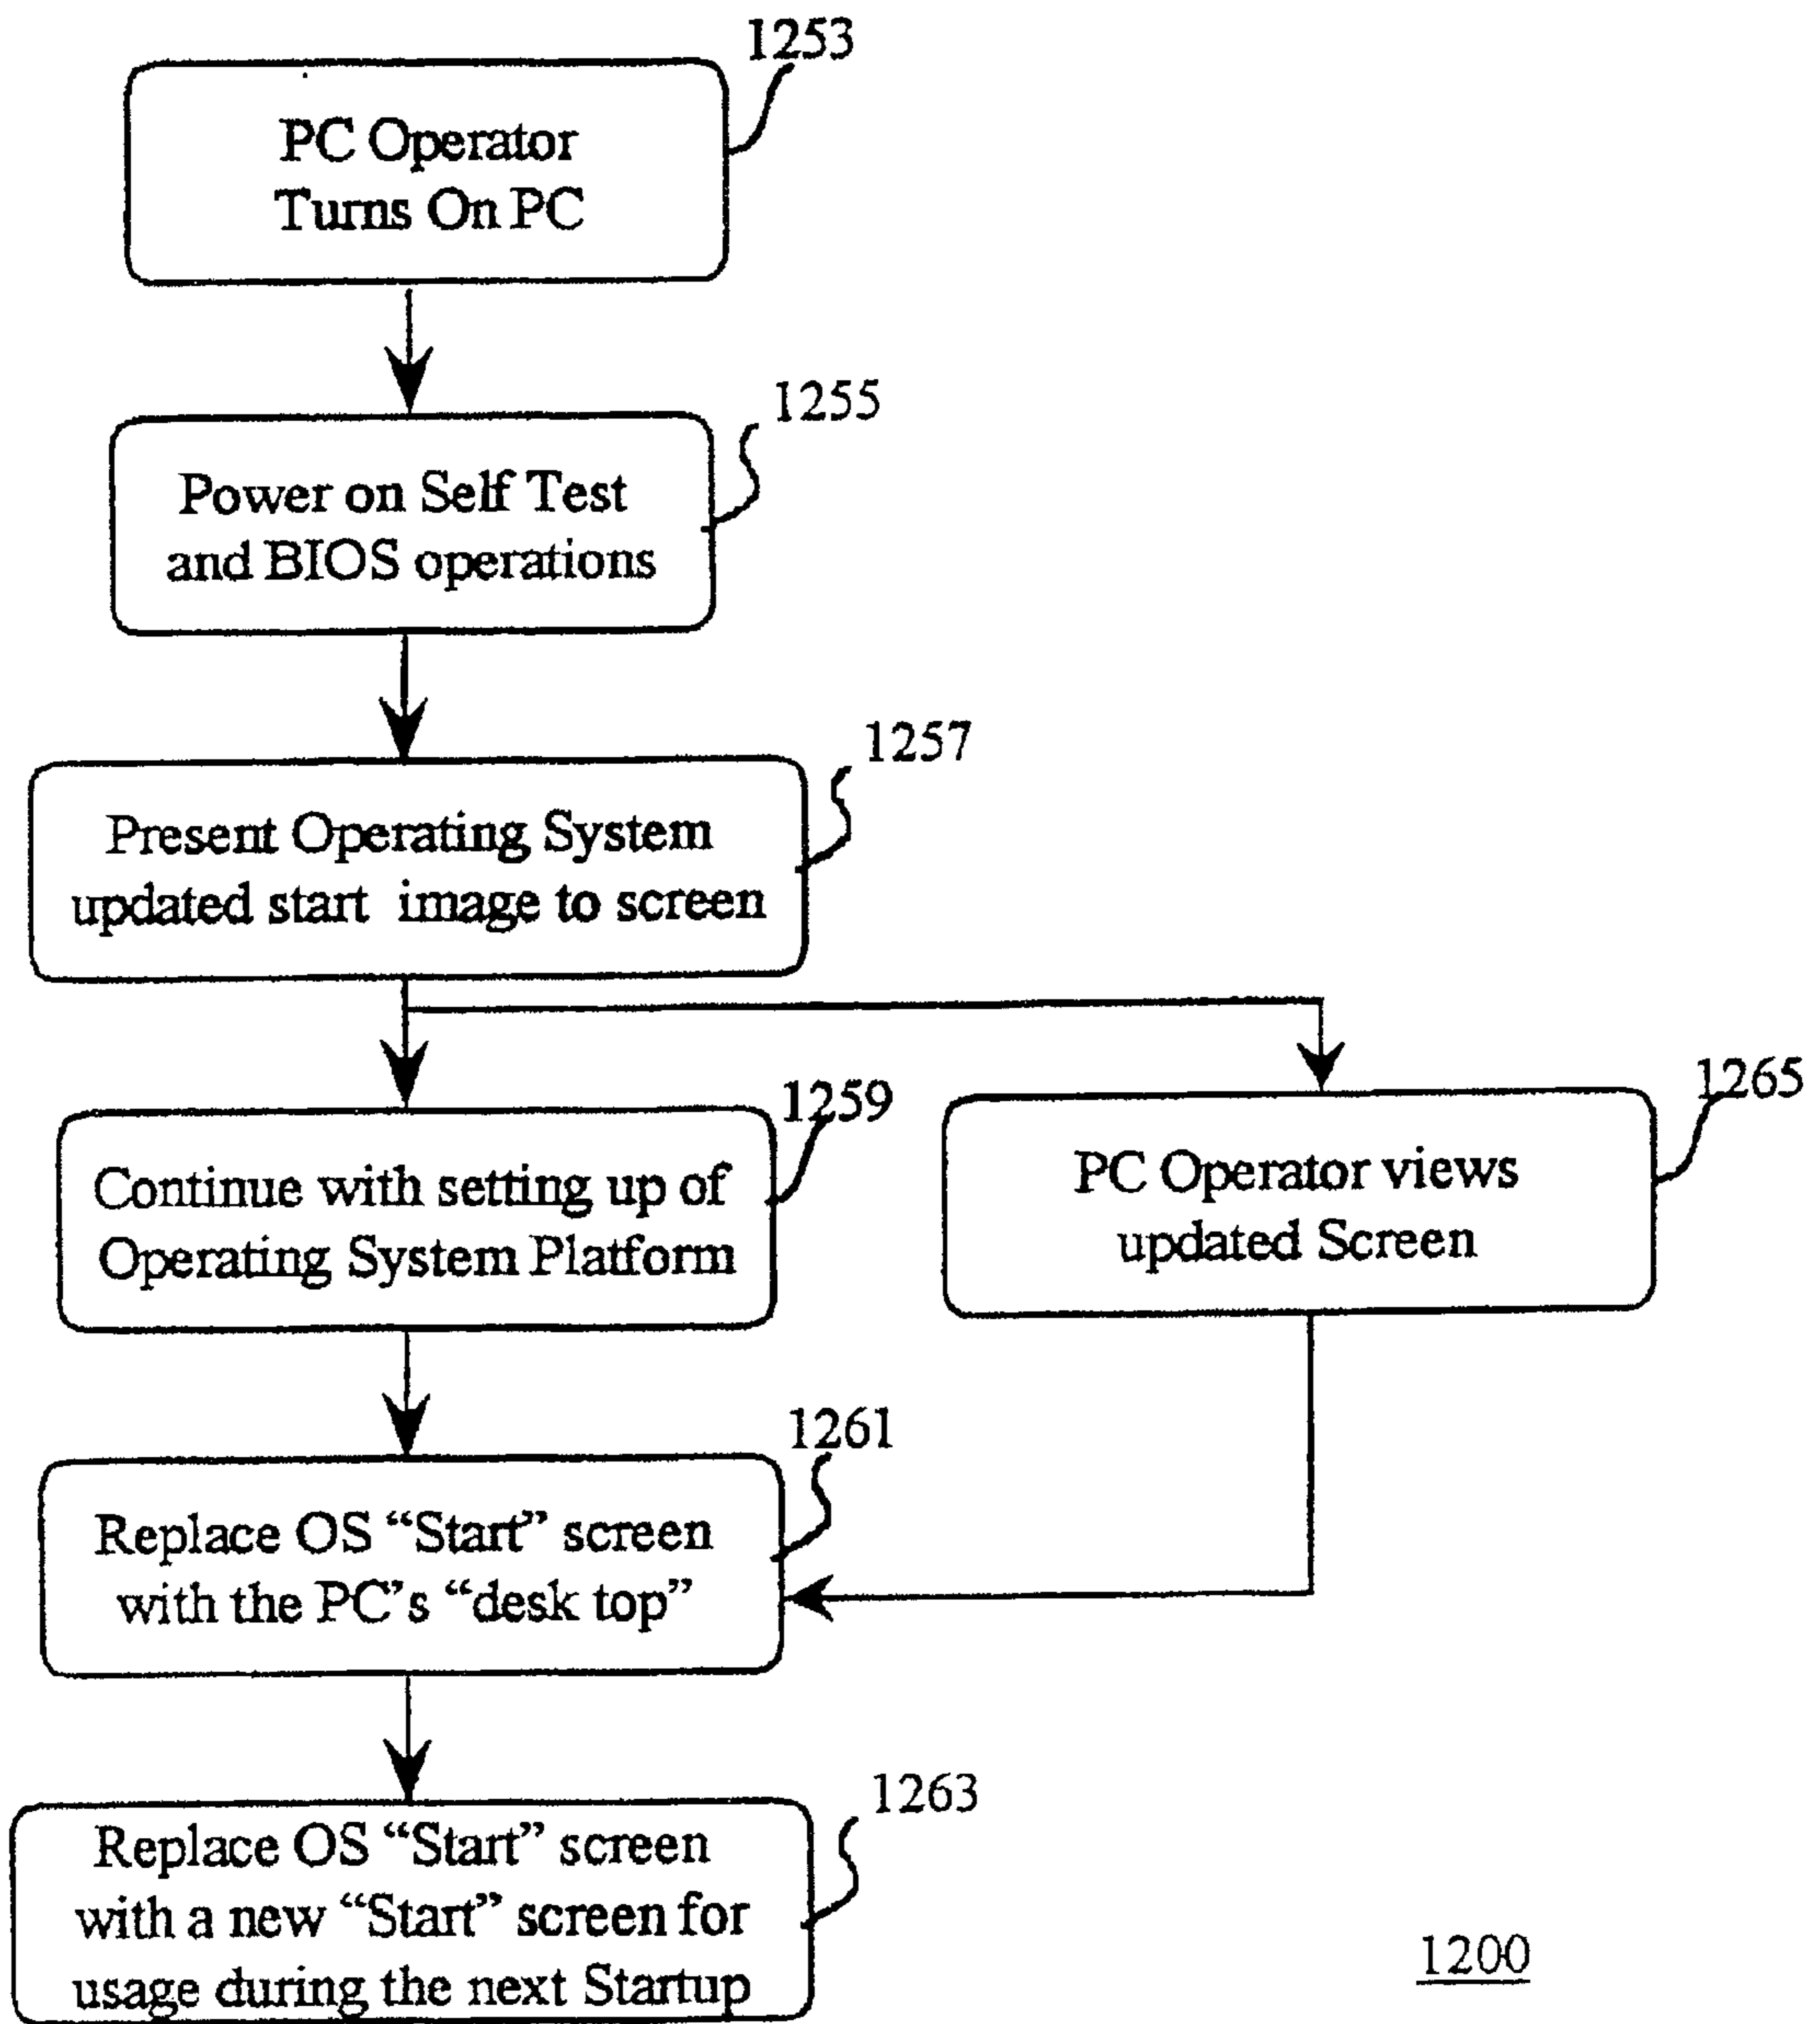 1253
PC Operator
Turns On PC
1255
Power on Self Test
and BIOS operations
1257
Present Operating System
updated start image to screen
1259
Continue with setting up of
Operating System Platform
1265
PC Operator views
updated Screen
1261
Replace OS “Start” screen
with the PC’s “desk top”
1263
Replace OS “Start” screen
with a new “Start” screen for
usage during the next Startup
1200